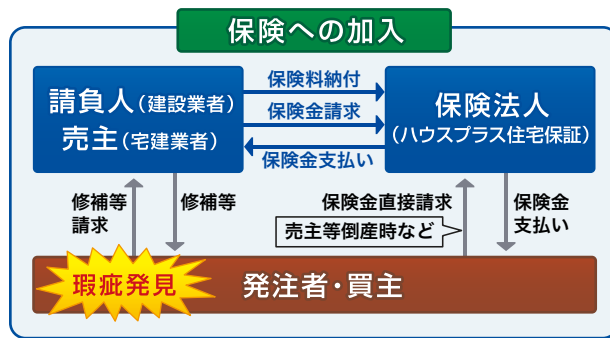 保険への加入
請負人(建設業者)
売主(宅建業者)
保険料納付
保険金請求
保険金支払い
保険法人
(ハウスプラス住宅保証)
修補等
請求
修補等
保険金直接請求
売主等倒産時など
保険金
支払い
瑕疵発見
発注者・買主